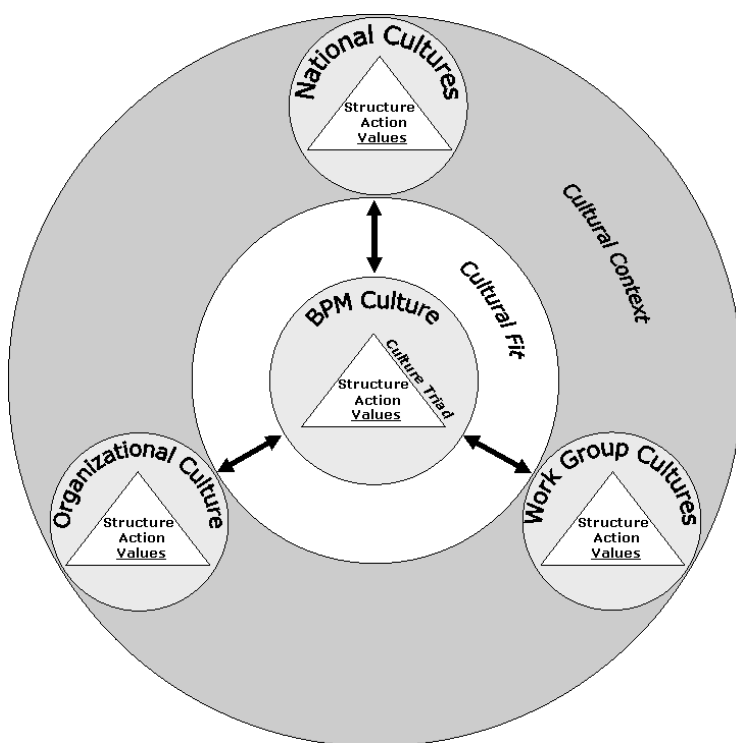 National Cultures
Structure
Action
Values
Cultural Context
Cultural Fit
BPM Culture
Culture Triad
Structure
Action
Values
Organizational Culture
Structure
Action
Values
Work Group Cultures
Structure
Action
Values